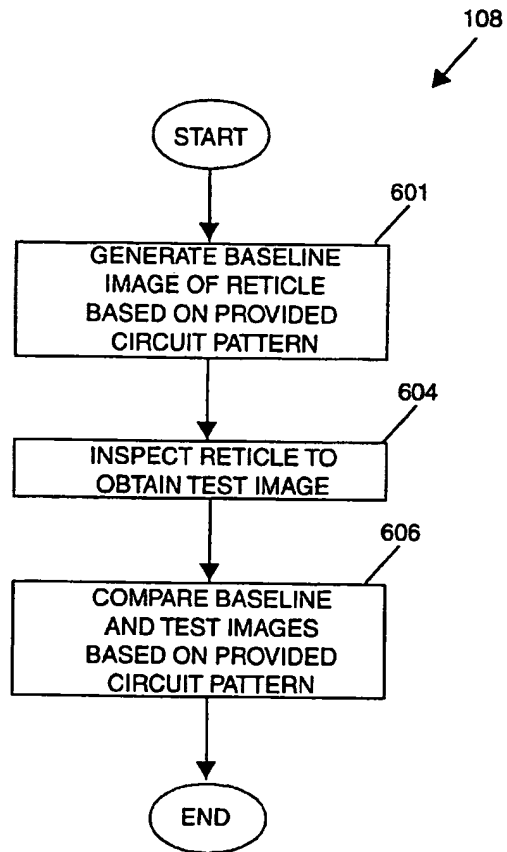 108
START
601
GENERATE BASELINE
IMAGE OF RETICLE
BASED ON PROVIDED
CIRCUIT PATTERN
604
INSPECT RETICLE TO
OBTAIN TEST IMAGE
606
COMPARE BASELINE
AND TEST IMAGES
BASED ON PROVIDED
CIRCUIT PATTERN
END